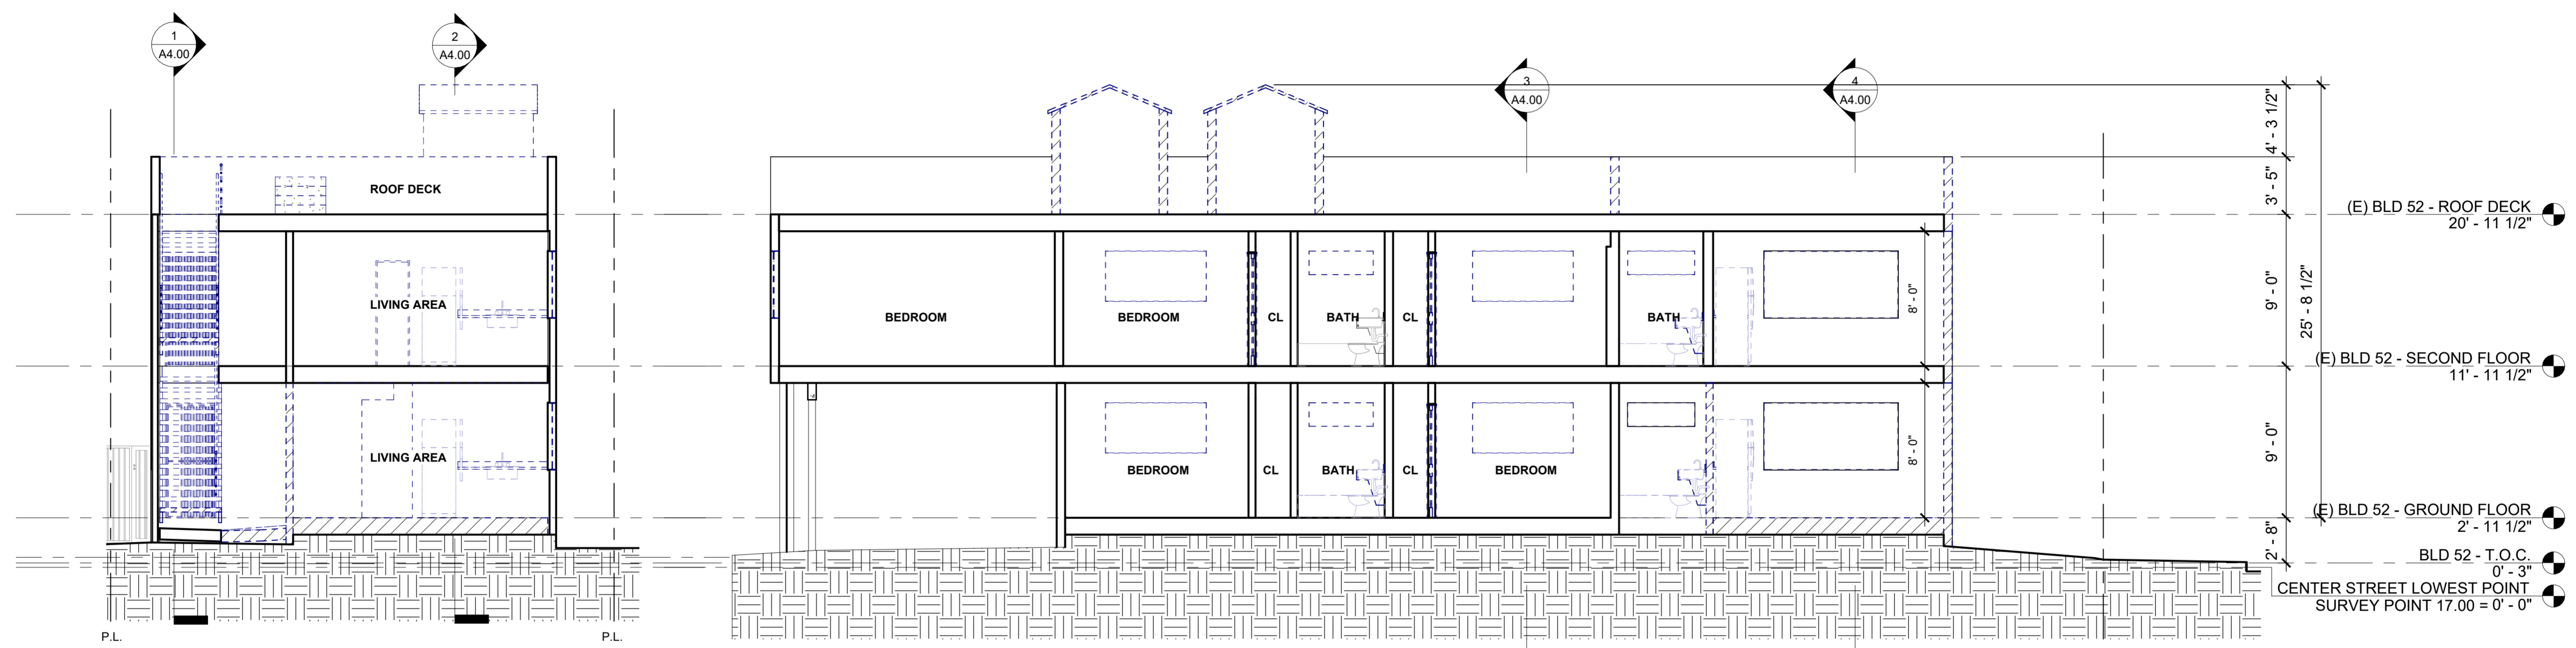 1
A4.00
2
A4.00
3
A4.00
4
A4.00
4' - 3 1/2"
3' - 5"
ROOF DECK
(E) BLD 52 - ROOF DECK
20' - 11 1/2"
9' - 0"
25' - 8 1/2"
8' - 0"
LIVING AREA
BEDROOM
BEDROOM
CL
BATH
CL
BATH
(E) BLD 52 - SECOND FLOOR
11' - 11 1/2"
9' - 0"
8' - 0"
LIVING AREA
BEDROOM
CL
BATH
CL
BEDROOM
(E) BLD 52 - GROUND FLOOR
2' - 11 1/2"
2' - 8"
BLD 52 - T.O.C.
0' - 3"
CENTER STREET LOWEST POINT
SURVEY POINT 17.00 = 0' - 0"
P.L.
P.L.